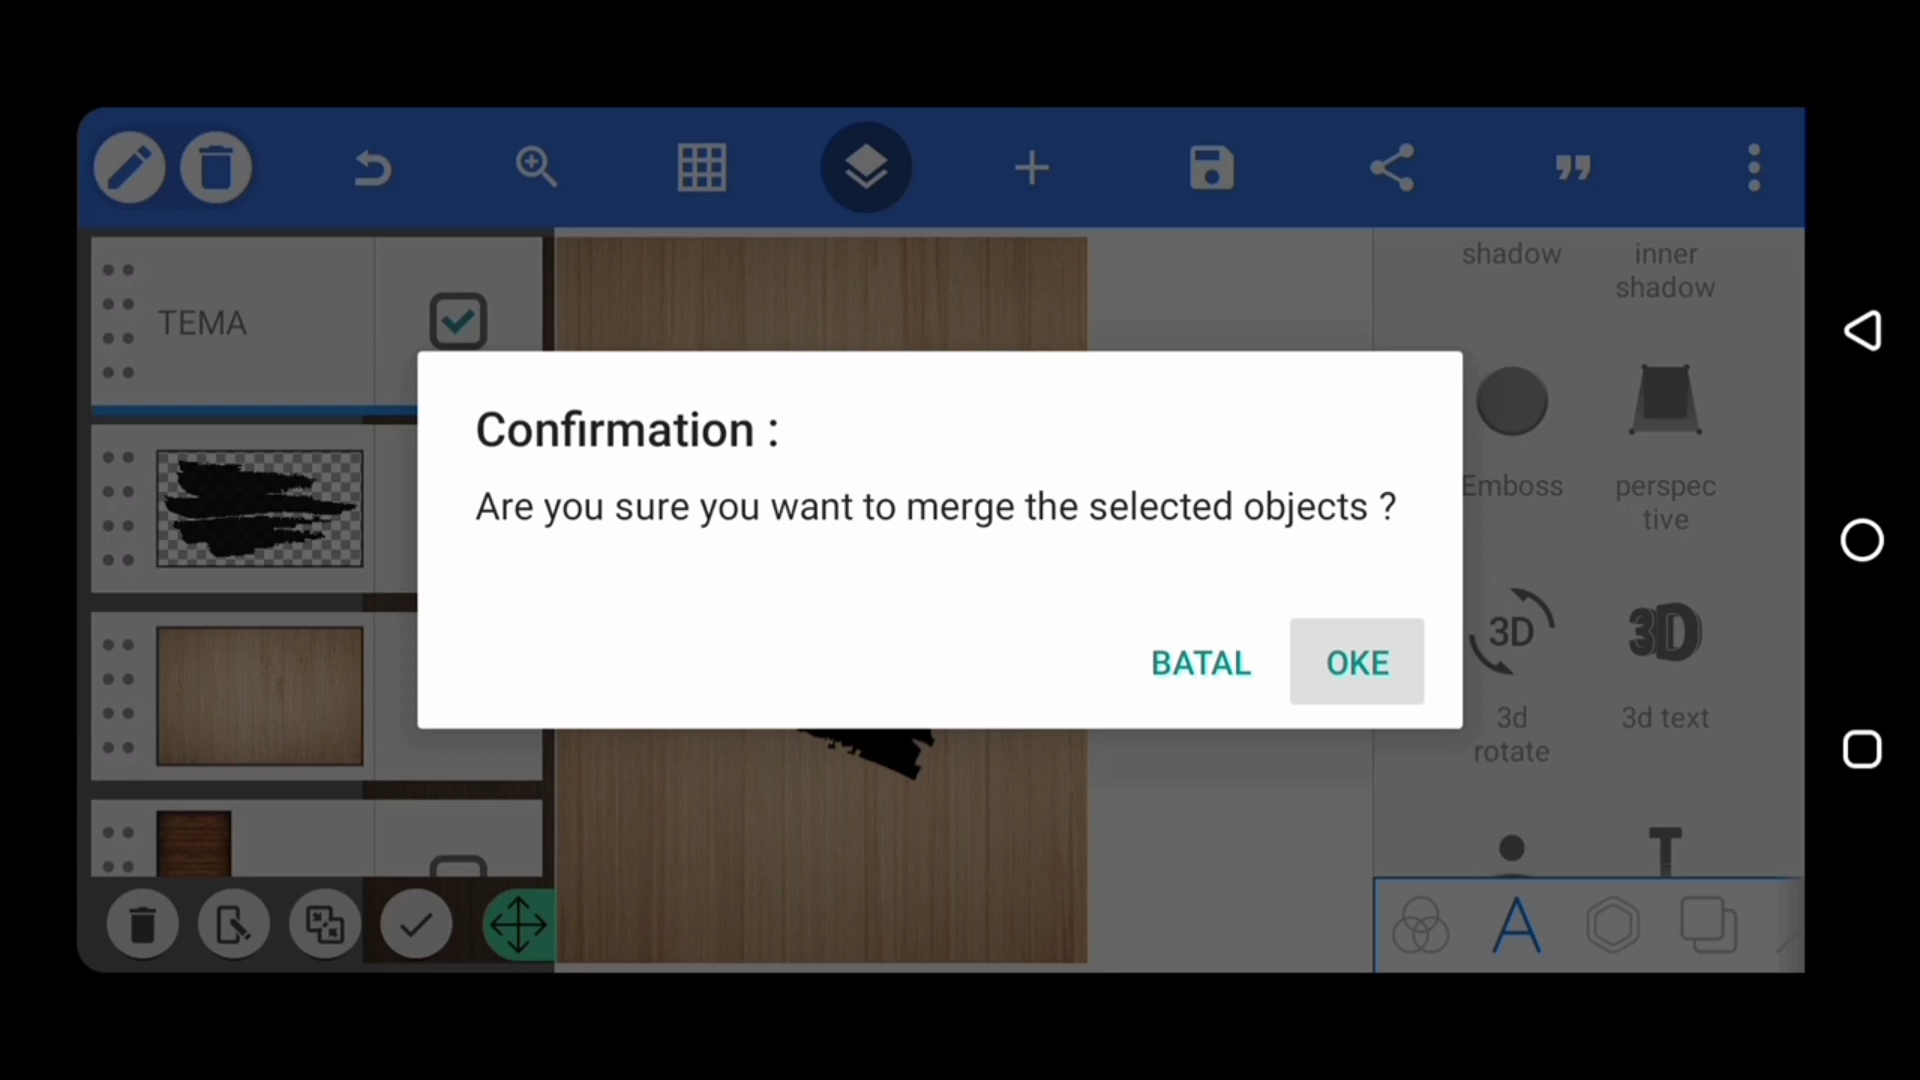 TEMA
Confirmation :
Are you sure you want to merge the selected objects ?
BATAL
OKE
shadow
inner
shadow
Emboss
perspec
tive
3D
3D
3d
rotate
3d text